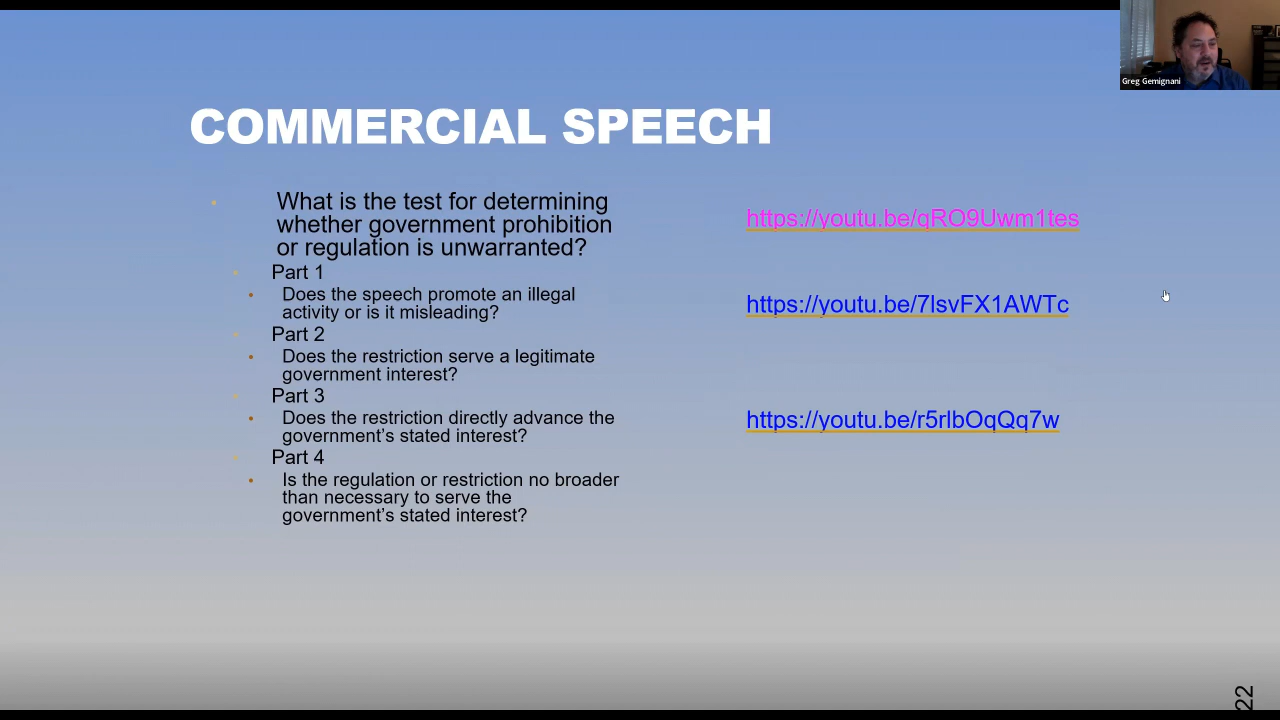 Greg Gemignani
COMMERCIAL SPEECH
What is the test for determining
whether government prohibition
or regulation is unwarranted?
Part 1
Does the speech promote an illegal
activity or is it misleading?
Part 2
Does the restriction serve a legitimate
government interest?
Part 3
Does the restriction directly advance the
government’s stated interest?
Part 4
Is the regulation or restriction no broader
than necessary to serve the
government’s stated interest?
https://youtu.be/qRO9Uwm1tes
https://youtu.be/7lsvFX1AWTc
https://youtu.be/r5rlbOqQq7w
22